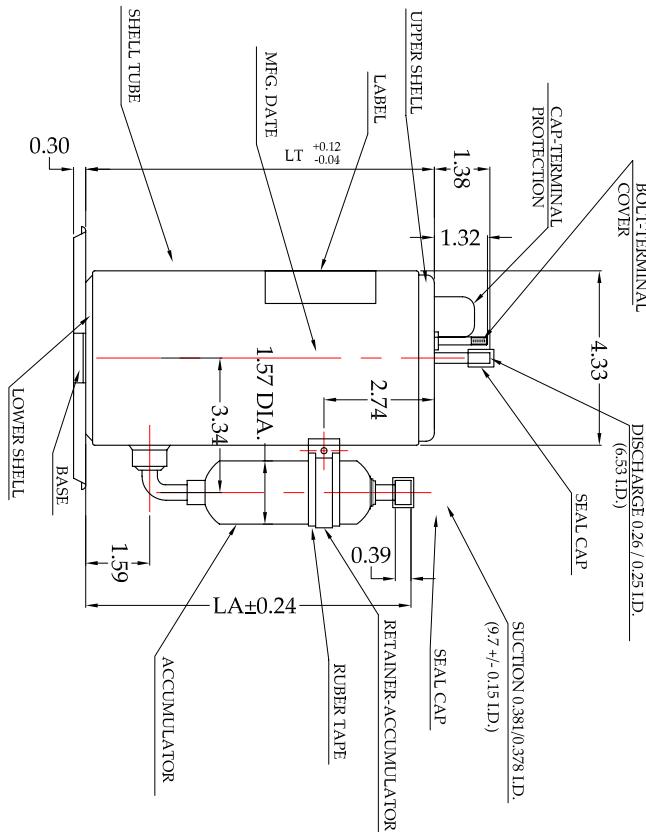 SHELL TUBE
MFG. DATE
LABEL
UPPER SHELL
CAP-TERMINAL
PROTECTION
BOLT-TERMINAL
COVER
0.30
LT +0.12
-0.04
1.38
1.32
4.33
1.57 DIA.
3.34
2.74
LOWER SHELL
BASE
1.59
LA±0.24
0.39
DISCHARGE 0.26 / 0.25 I.D.
(6.53 I.D.)
SEAL CAP
SUCTION 0.381/0.378 I.D.
(9.7 +/- 0.15 I.D.)
SEAL CAP
RETAINER-ACCUMULATOR
RUBER TAPE
ACCUMULATOR